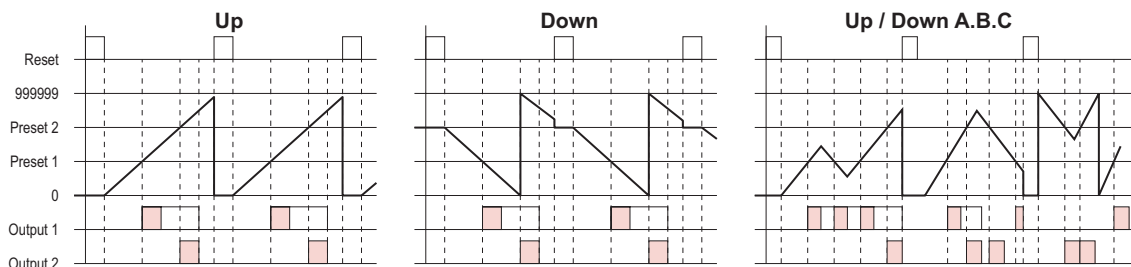 Up
Down
Up / Down A.B.C
Reset
999999
Preset 2
Preset 1
0
Output 1
Output 2